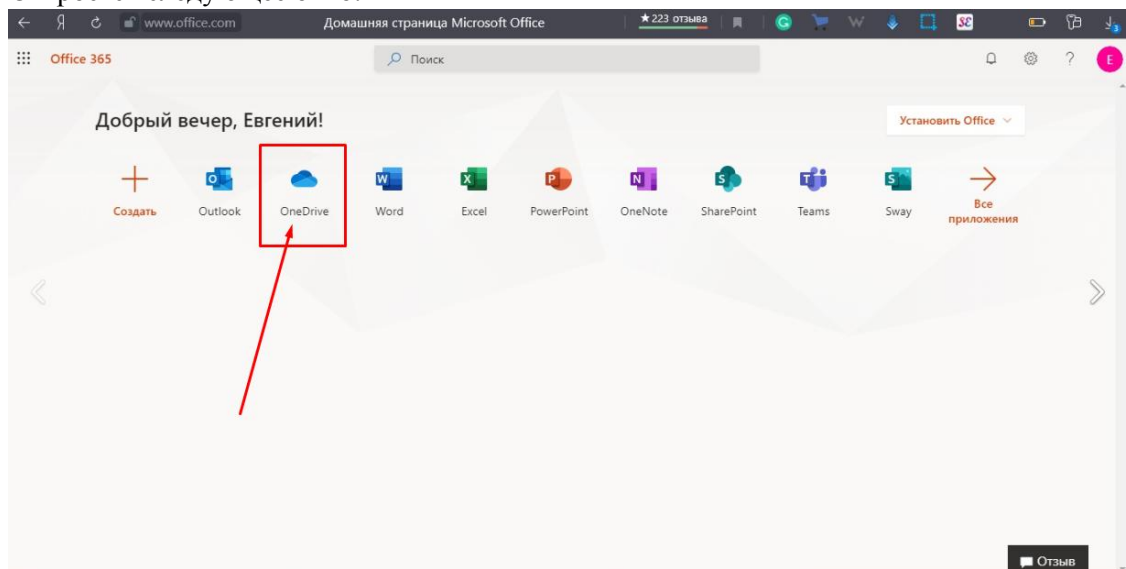 Я www.office.com Домашняя страница Microsoft Office ★ 223 отзыва
Office 365 Поиск ? E
Добрый вечер, Евгений! Установить Office
Создать Outlook OneDrive Word Excel PowerPoint OneNote SharePoint Teams Sway Все приложения
Отзыв